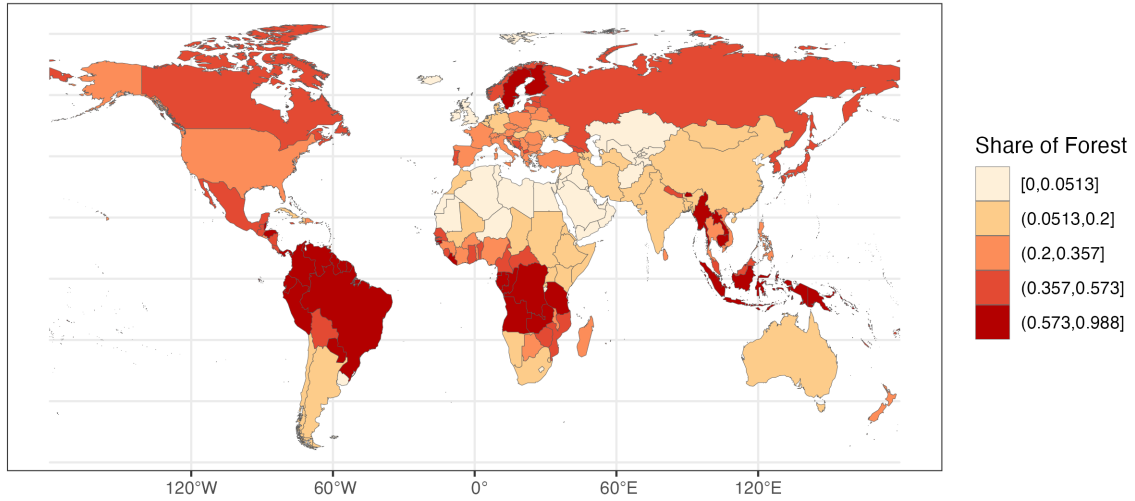 Share of Forest
[0,0.0513]
(0.0513,0.2]
(0.2,0.357]
(0.357,0.573]
(0.573,0.988]
120°W 60°W 0° 60°E 120°E